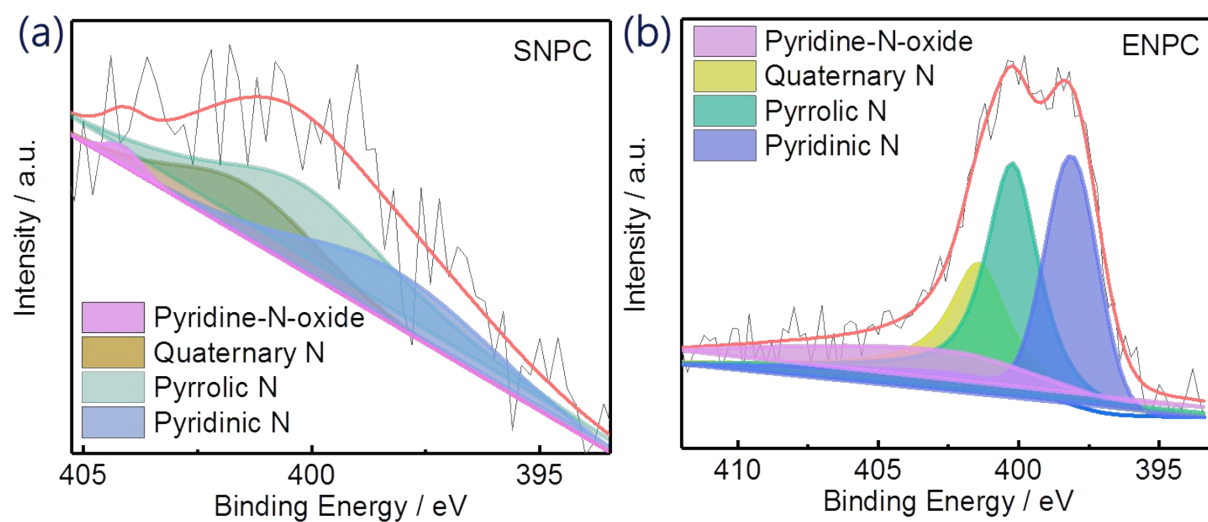 (a)
SNPC
Intensity / a.u.
Pyridine-N-oxide
Quaternary N
Pyrrolic N
Pyridinic N
405
400
395
Binding Energy / eV
(b)
ENPC
Pyridine-N-oxide
Quaternary N
Pyrrolic N
Pyridinic N
Intensity / a.u.
410
405
400
395
Binding Energy / eV